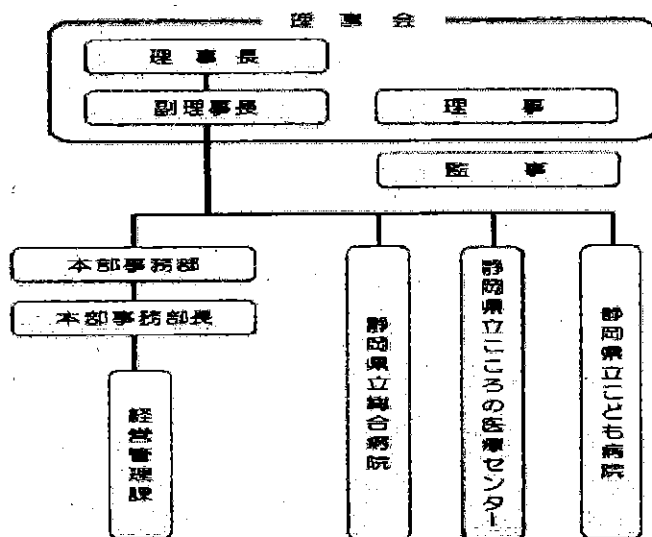 理事会
理事長
副理事長
理事
監事
本部事務部
本部事務部長
経営管理課
静岡県立総合病院
静岡県立こころの医療センター
静岡県立こども病院